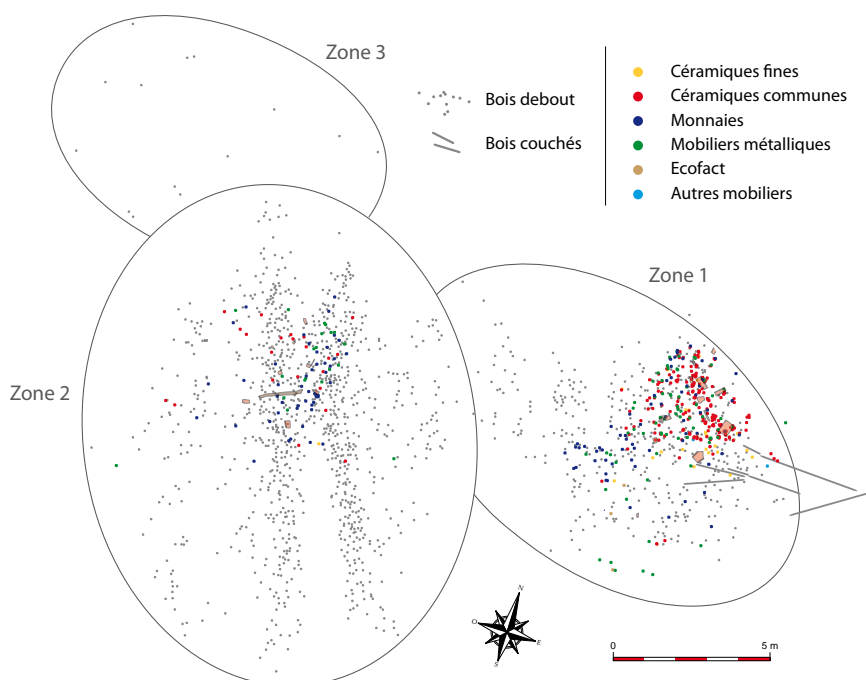 Zone 3
Bois debout
Bois couchés
Céramiques fines
Céramiques communes
Monnaies
Mobiliers métalliques
Ecofact
Autres mobiliers
Zone 1
Zone 2
N
O
E
S
0
5 m